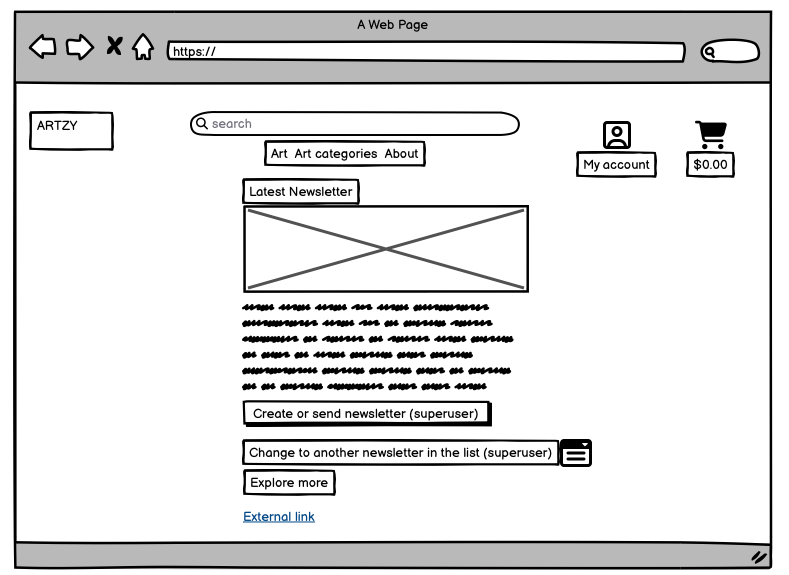 A Web Page
https://
ARTZY
search
Art Art categories About
My account
$0.00
Latest Newsletter
Create or send newsletter (superuser)
Change to another newsletter in the list (superuser)
Explore more
External link